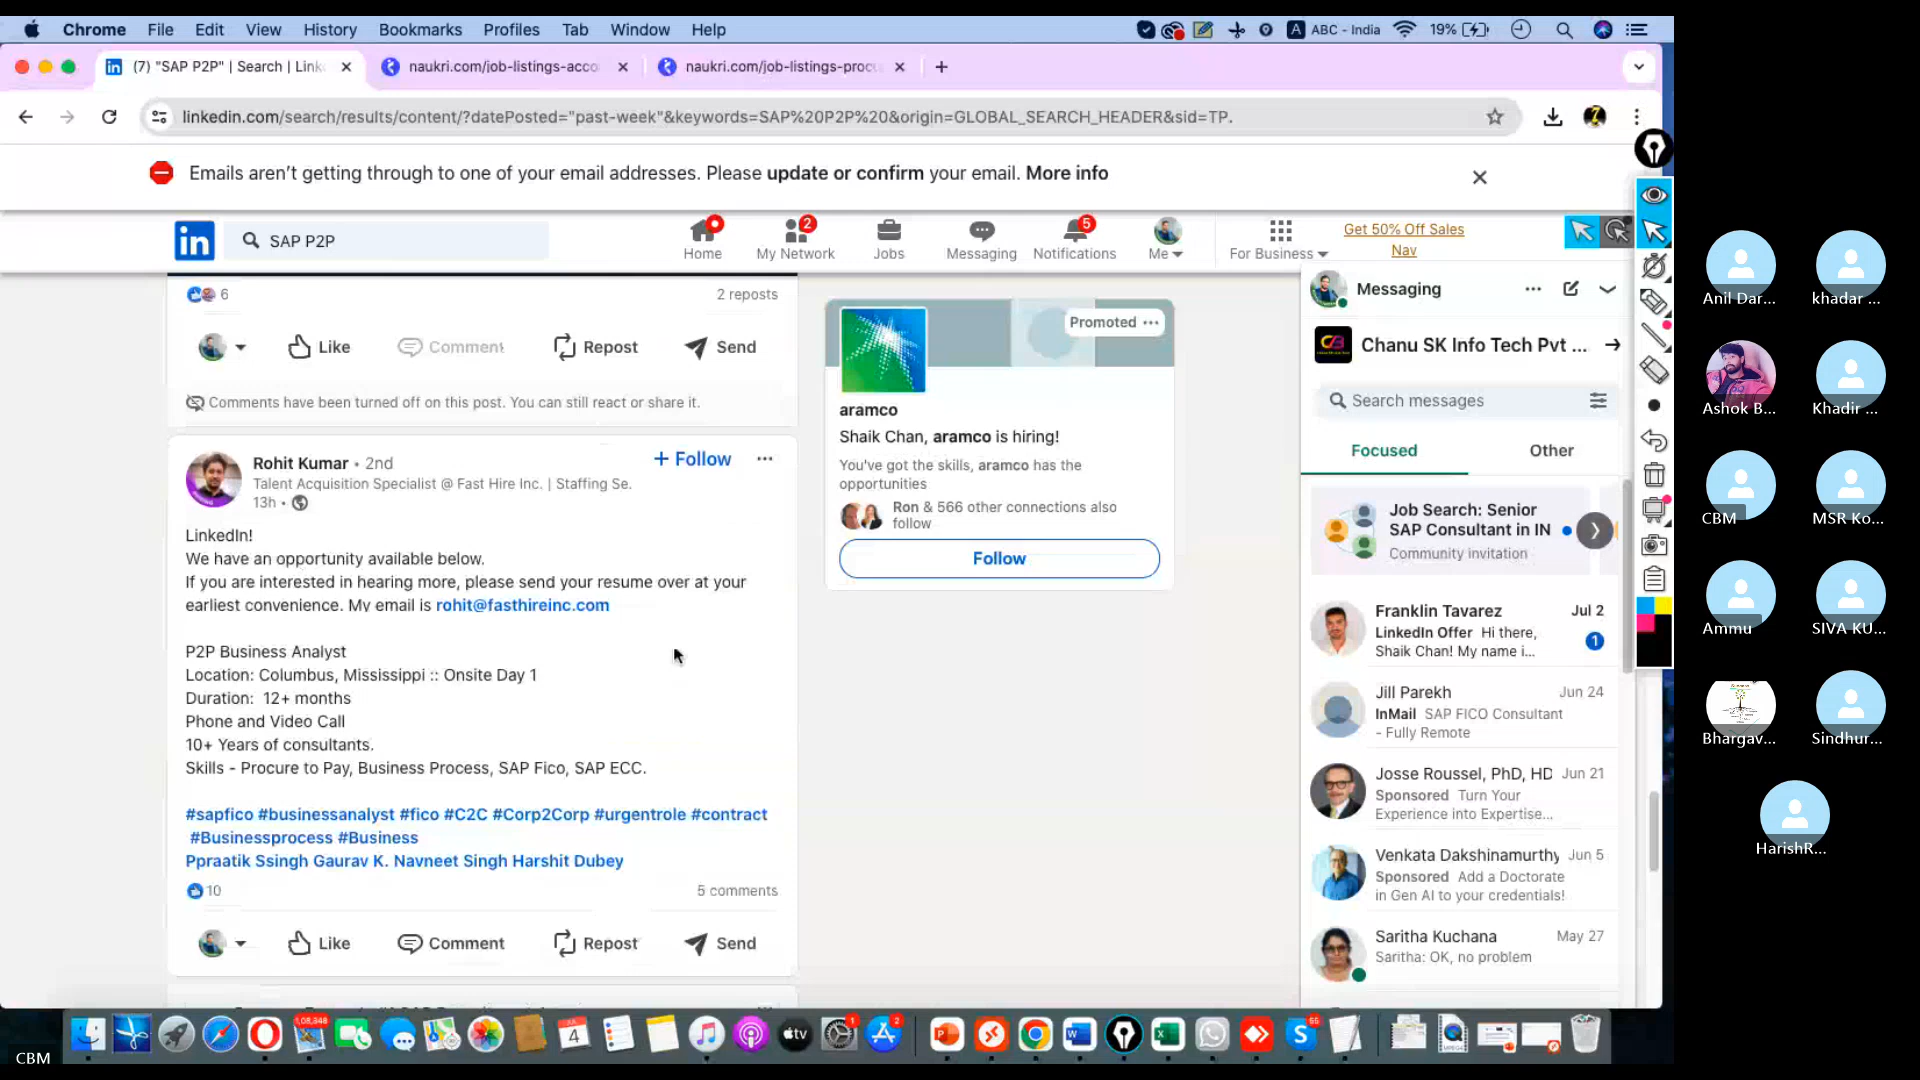 Chrome File Edit View History Bookmarks Profiles Tab Window Help
A ABC - India 19%
(7) "SAP P2P" | Search | Link
naukri.com/job-listings-acco
naukri.com/job-listings-procu
linkedin.com/search/results/content/?datePosted="past-week"&keywords=SAP%20P2P%20&origin=GLOBAL_SEARCH_HEADER&sid=TP.
Emails aren't getting through to one of your email addresses. Please update or confirm your email. More info
in SAP P2P
Home
2 My Network
Jobs
Messaging
5 Notifications
Me
For Business
Get 50% Off Sales
Nav
6 2 reposts
Like Comment Repost Send
Comments have been turned off on this post. You can still react or share it.
Rohit Kumar • 2nd
+ Follow
Talent Acquisition Specialist @ Fast Hire Inc. | Staffing Se.
13h •
LinkedIn!
We have an opportunity available below.
If you are interested in hearing more, please send your resume over at your
earliest convenience. My email is rohit@fasthireinc.com
P2P Business Analyst
Location: Columbus, Mississippi :: Onsite Day 1
Duration: 12+ months
Phone and Video Call
10+ Years of consultants.
Skills - Procure to Pay, Business Process, SAP Fico, SAP ECC.
#sapfico #businessanalyst #fico #C2C #Corp2Corp #urgentrole #contract
#Businessprocess #Business
Ppraatik Ssingh Gaurav K. Navneet Singh Harshit Dubey
10 5 comments
Like Comment Repost Send
Promoted
aramco
Shaik Chan, aramco is hiring!
You've got the skills, aramco has the
opportunities
Ron & 566 other connections also
follow
Follow
Messaging
Chanu SK Info Tech Pvt ...
Search messages
Focused Other
Job Search: Senior
SAP Consultant in IN
Community invitation
Franklin Tavarez Jul 2
LinkedIn Offer Hi there,
Shaik Chan! My name i... 1
Jill Parekh Jun 24
InMail SAP FICO Consultant
- Fully Remote
Josse Roussel, PhD, HD Jun 21
Sponsored Turn Your
Experience into Expertise...
Venkata Dakshinamurthy Jun 5
Sponsored Add a Doctorate
in Gen AI to your credentials!
Saritha Kuchana May 27
Saritha: OK, no problem
Anil Dar...
khadar ...
Ashok B...
Khadir ...
CBM
MSR Ko...
Ammu
SIVA KU...
Bhargav...
Sindhur...
HarishR...
1,08,348
4
tv
1
2
CBM